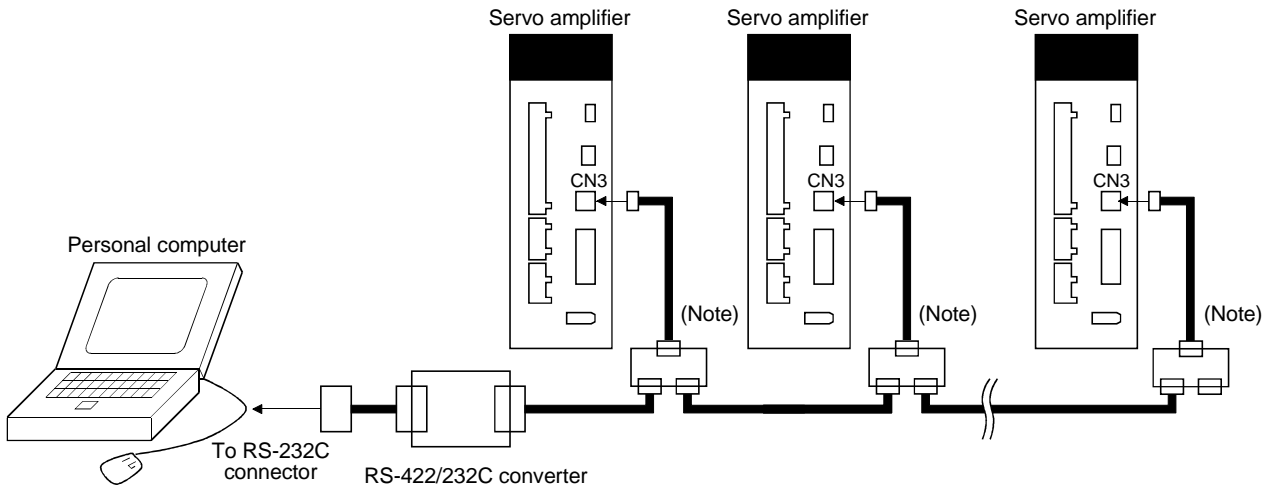 Servo amplifier
Servo amplifier
Servo amplifier
CN3
CN3
CN3
Personal computer
(Note)
(Note)
(Note)
To RS-232C
connector
RS-422/232C converter